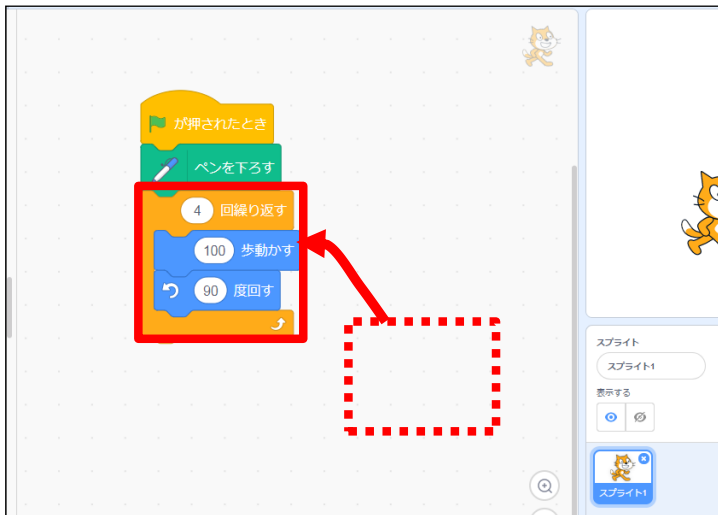 が押されたとき
ペンを下ろす
4 回繰り返す
100 歩動かす
90 度回す
スプライト
スプライト1
表示する
スプライト1